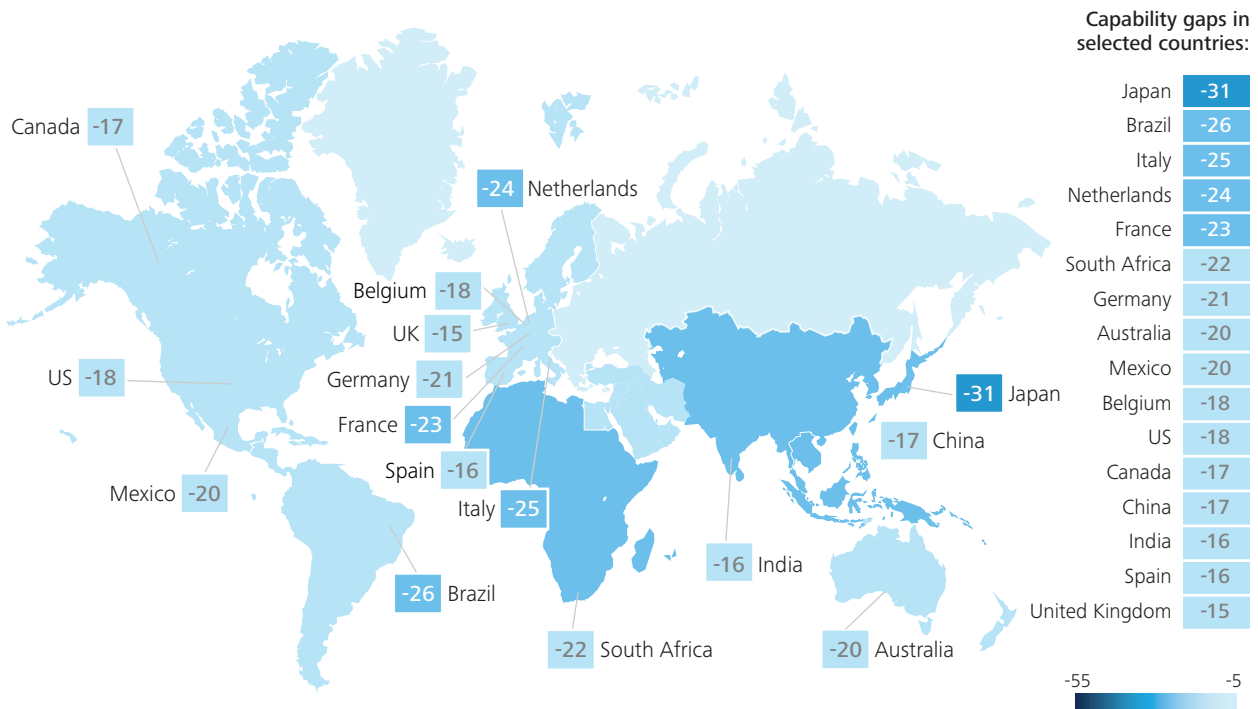 Capability gaps in
selected countries:
Canada -17
-24 Netherlands
Belgium -18
UK -15
US -18
Germany -21
-31 Japan
France -23
-17 China
Spain -16
Mexico -20
Italy -25
-16 India
-26 Brazil
-22 South Africa
-20 Australia
Japan -31
Brazil -26
Italy -25
Netherlands -24
France -23
South Africa -22
Germany -21
Australia -20
Mexico -20
Belgium -18
US -18
Canada -17
China -17
India -16
Spain -16
United Kingdom -15
-55 -5